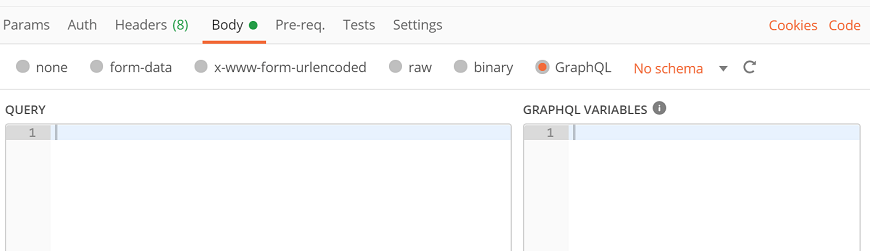 Params Auth Headers (8) Body Pre-req. Tests Settings Cookies Code
none form-data x-www-form-urlencoded raw binary GraphQL No schema
QUERY GRAPHQL VARIABLES
1 1